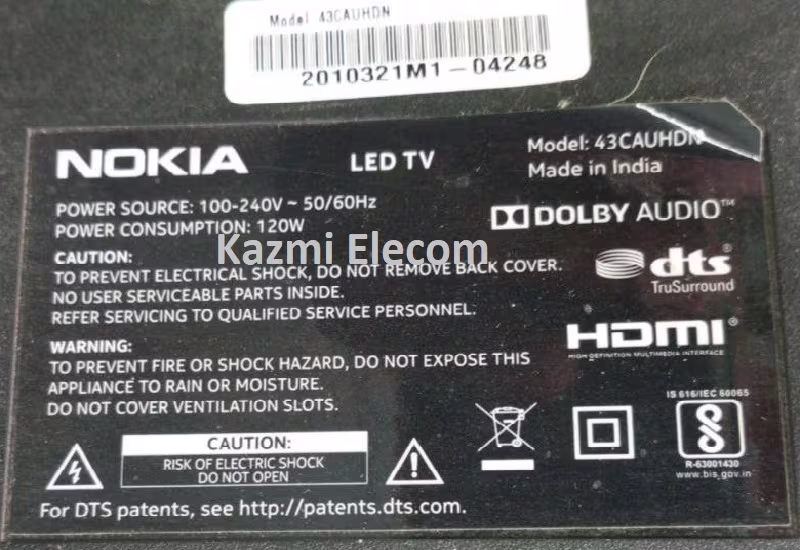 Model 43CAUHDN
2010321M1-04248
NOKIA
LED TV
Model: 43CAUHDN
Made in India
POWER SOURCE: 100-240V ~ 50/60Hz
POWER CONSUMPTION: 120W
DOLBY AUDIO™
Kazmi Elecom
CAUTION:
TO PREVENT ELECTRICAL SHOCK, DO NOT REMOVE BACK COVER.
NO USER SERVICEABLE PARTS INSIDE.
REFER SERVICING TO QUALIFIED SERVICE PERSONNEL.
dts®
TruSurround
HDMI®
HIGH DEFINITION MULTIMEDIA INTERFACE
WARNING:
TO PREVENT FIRE OR SHOCK HAZARD, DO NOT EXPOSE THIS
APPLIANCE TO RAIN OR MOISTURE.
DO NOT COVER VENTILATION SLOTS.
IS 616/IEC 60065
R-63001430
www.bis.gov.in
CAUTION:
RISK OF ELECTRIC SHOCK
DO NOT OPEN
For DTS patents, see http://patents.dts.com.